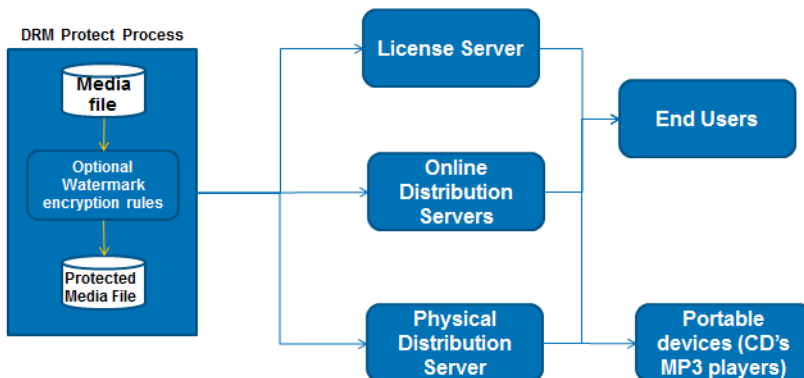 DRM Protect Process
Media
file
Optional
Watermark
encryption rules
Protected
Media File
License Server
Online
Distribution
Servers
Physical
Distribution
Server
End Users
Portable
devices (CD's
MP3 players)